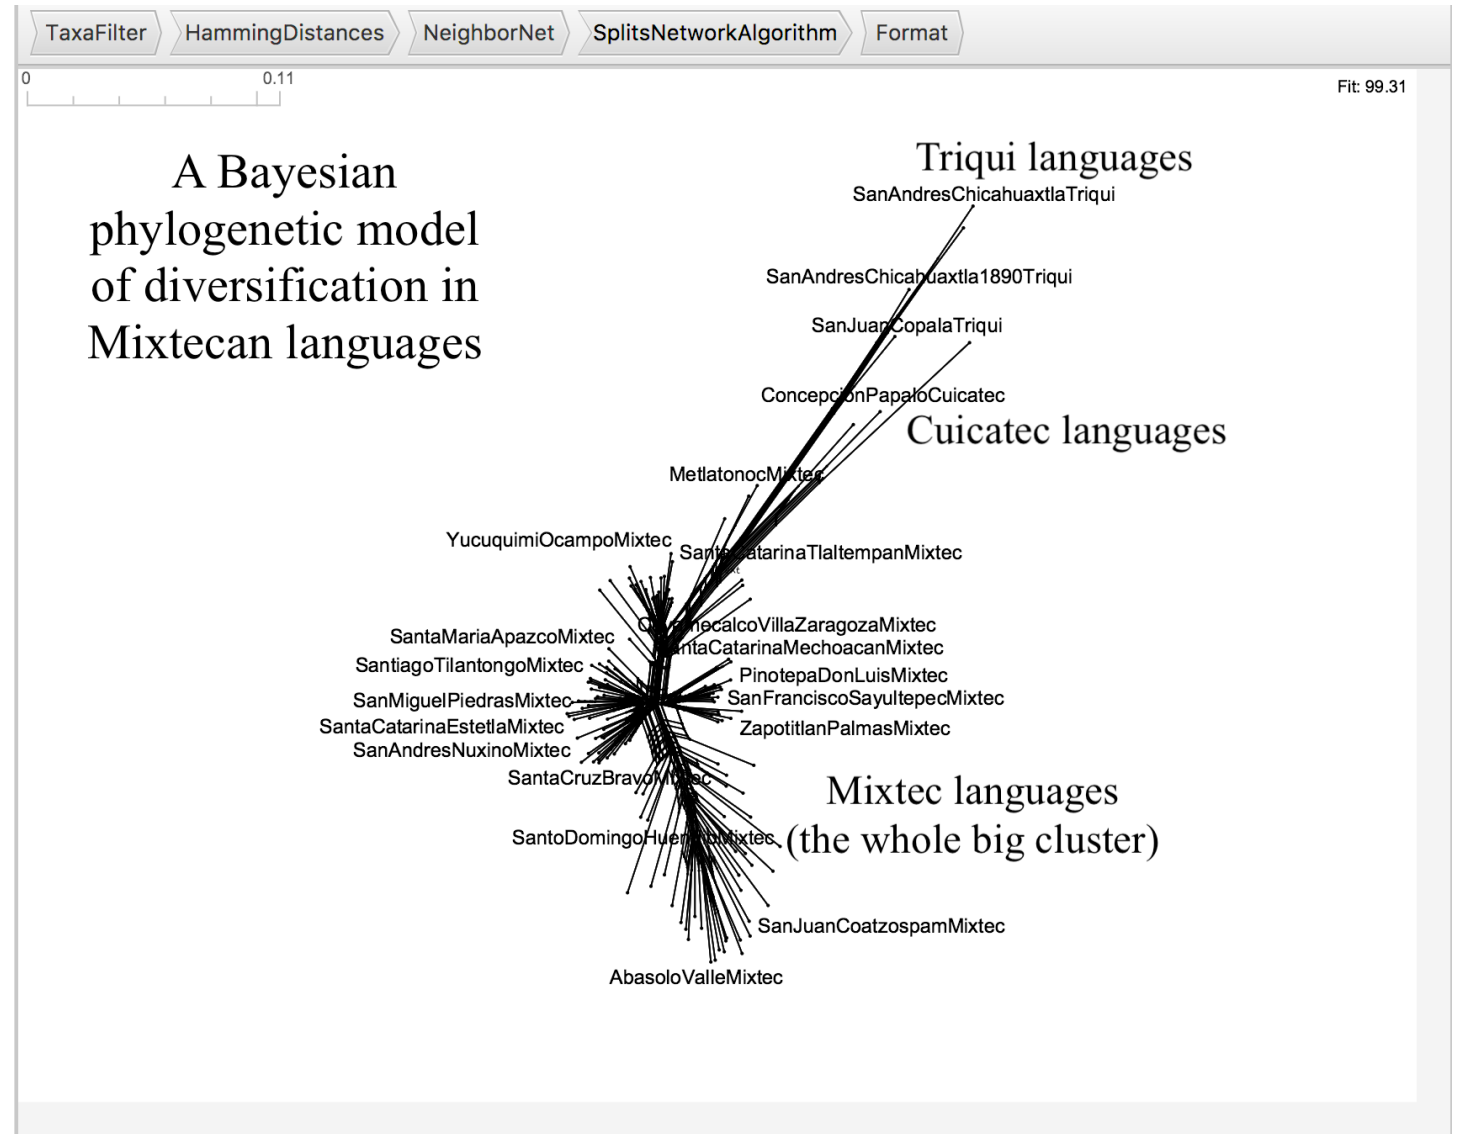 TaxaFilter HammingDistances NeighborNet SplitsNetworkAlgorithm Format
0 0.11
Fit: 99.31
A Bayesian
phylogenetic model
of diversification in
Mixtecan languages
Triqui languages
SanAndresChicahuaxtlaTriqui
SanAndresChicahuaxtla1890Triqui
SanJuanCopalaTriqui
ConcepcionPapaloCuicatec
Cuicatec languages
MetlatonocMixtec
YucuquimiOcampoMixtec
SantaCatarinaTlaltempanMixtec
SantaMariaApazcoMixtec
SantaCatarinaMechoacanMixtec
SantiagoTilantongoMixtec
PinotepaDonLuisMixtec
SanMiguelPiedrasMixtec
SanFranciscoSayultepecMixtec
SantaCatarinaEstetlaMixtec
ZapotitlanPalmasMixtec
SanAndresNuxinoMixtec
SantaCruzBravoMixtec
Mixtec languages
(the whole big cluster)
SanJuanCoatzospamMixtec
AbasoloValleMixtec